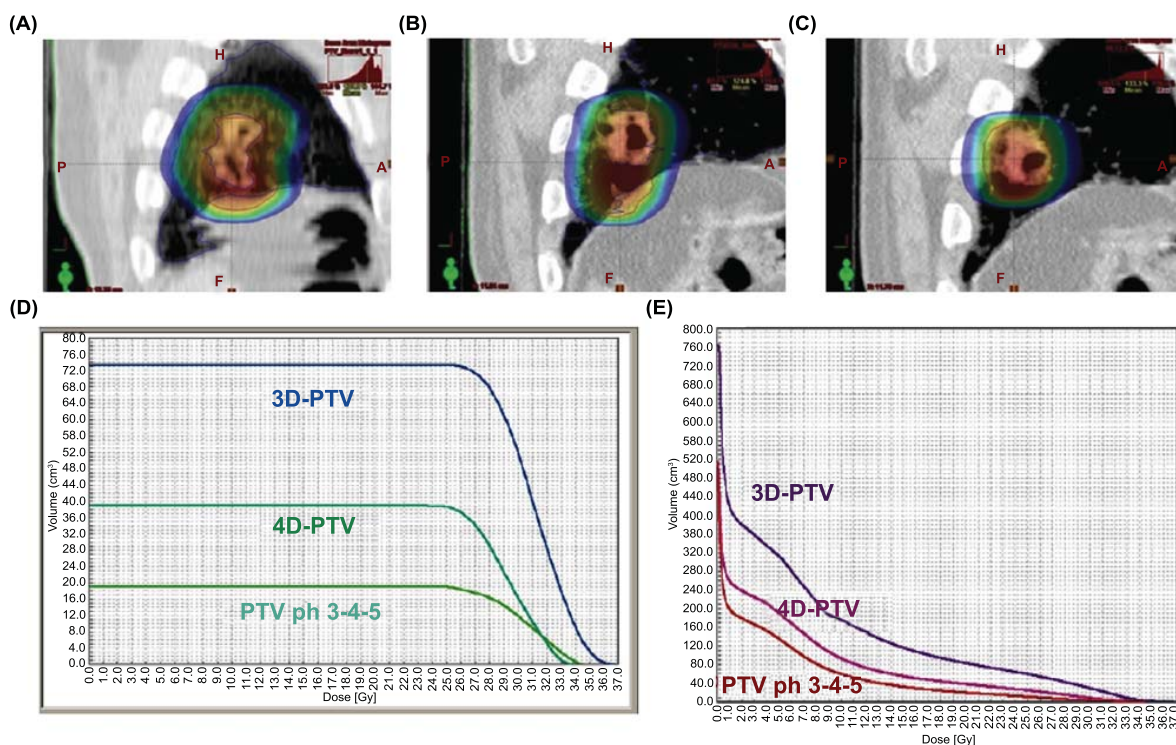 (A)
(B)
(C)
H
P
A
F
H
A
F
H
P
A
F
(D)
80.0
76.0
72.0
68.0
64.0
60.0
56.0
52.0
48.0
44.0
40.0
36.0
32.0
28.0
24.0
20.0
16.0
12.0
8.0
4.0
0.0
Volume (cm³)
3D-PTV
4D-PTV
PTV ph 3-4-5
0.0 1.0 2.0 3.0 4.0 5.0 6.0 7.0 8.0 9.0 10.0 11.0 12.0 13.0 14.0 15.0 16.0 17.0 18.0 19.0 20.0 21.0 22.0 23.0 24.0 25.0 26.0 27.0 28.0 29.0 30.0 31.0 32.0 33.0 34.0 35.0 36.0 37.0
Dose [Gy]
(E)
800.0
760.0
720.0
680.0
640.0
600.0
560.0
520.0
480.0
440.0
400.0
360.0
320.0
280.0
240.0
200.0
160.0
120.0
80.0
40.0
0.0
Volume (cm³)
3D-PTV
4D-PTV
PTV ph 3-4-5
0.0 1.0 2.0 3.0 4.0 5.0 6.0 7.0 8.0 9.0 10.0 11.0 12.0 13.0 14.0 15.0 16.0 17.0 18.0 19.0 20.0 21.0 22.0 23.0 24.0 25.0 26.0 27.0 28.0 29.0 30.0 31.0 32.0 33.0 34.0 35.0 36.0 37.0
Dose [Gy]